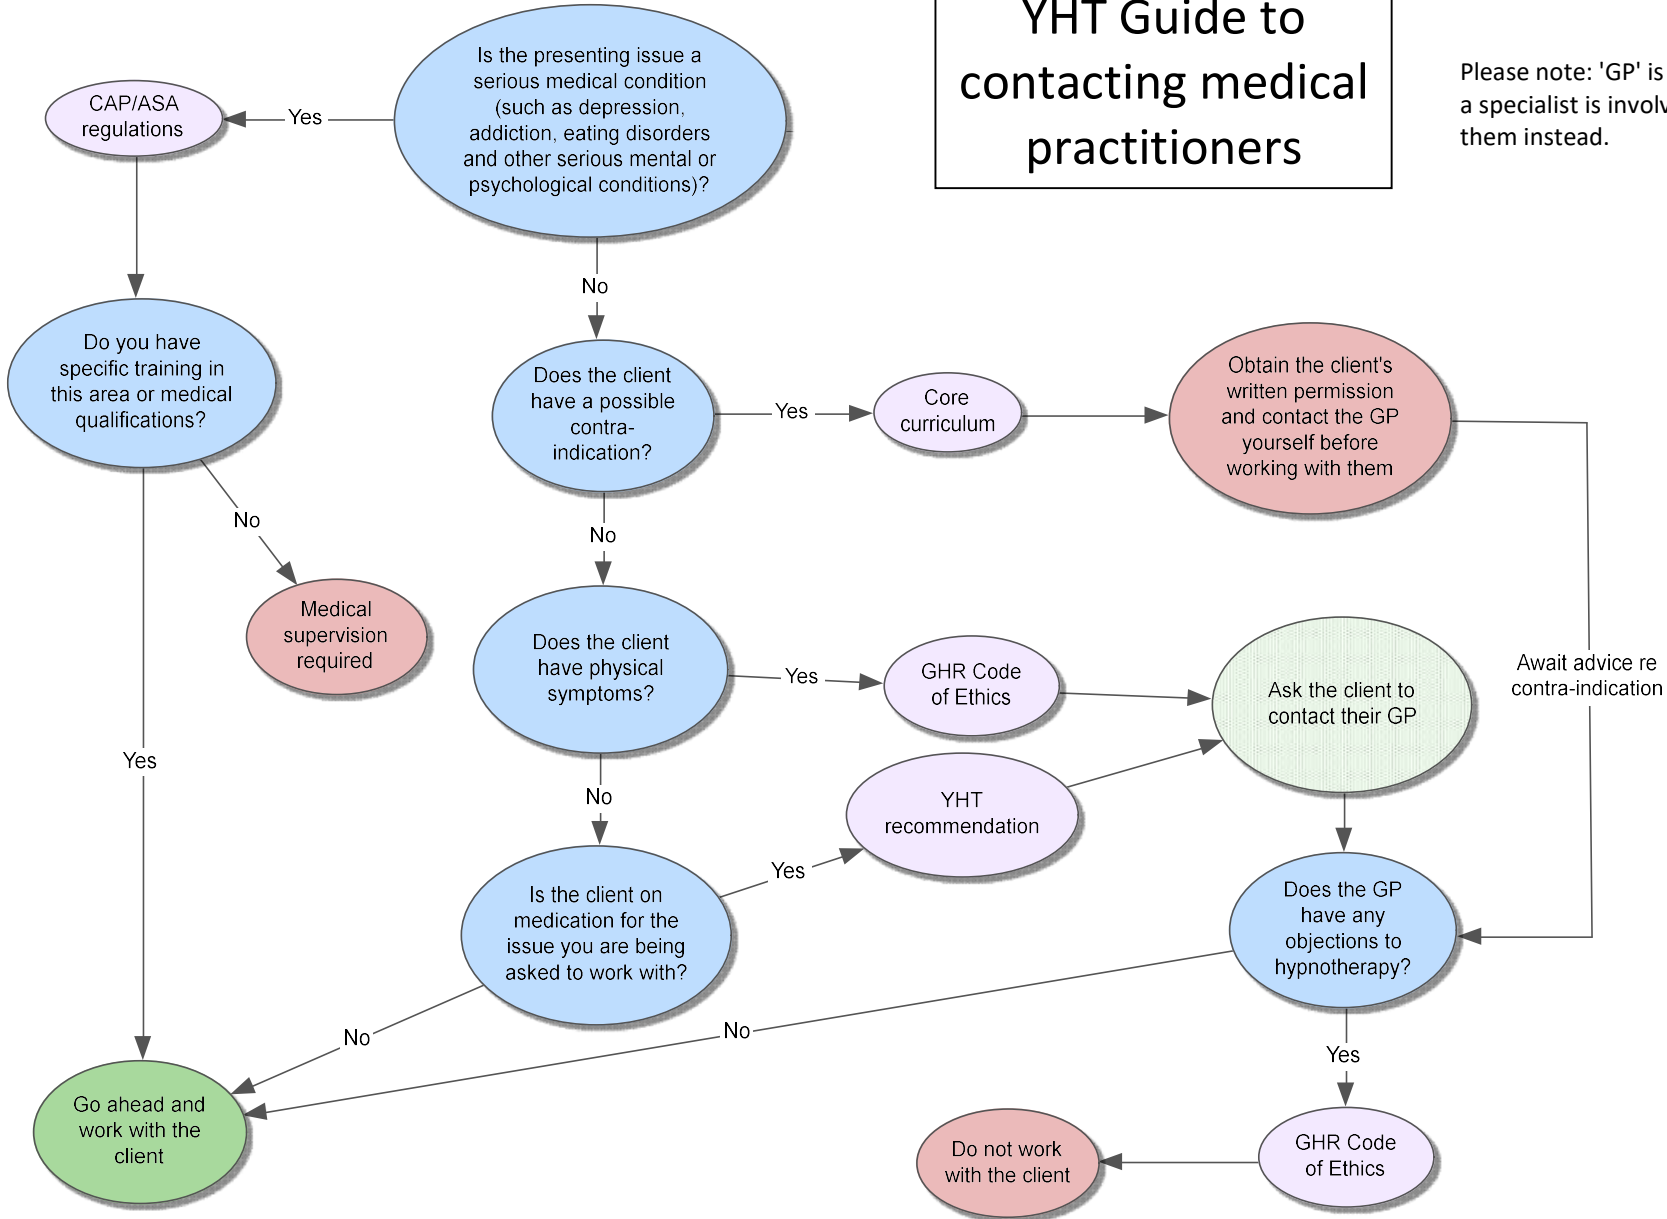 YHT Guide to
contacting medical
practitioners
Please note: 'GP' is
a specialist is involv
them instead.
Is the presenting issue a
serious medical condition
(such as depression,
addiction, eating disorders
and other serious mental or
psychological conditions)?
Yes
CAP/ASA
regulations
No
Do you have
specific training in
this area or medical
qualifications?
Does the client
have a possible
contra-
indication?
Yes
Core
curriculum
Obtain the client's
written permission
and contact the GP
yourself before
working with them
No
No
Medical
supervision
required
Does the client
have physical
symptoms?
Yes
GHR Code
of Ethics
Ask the client to
contact their GP
Await advice re
contra-indication
Yes
No
YHT
recommendation
Yes
Is the client on
medication for the
issue you are being
asked to work with?
Does the GP
have any
objections to
hypnotherapy?
No
No
Yes
Go ahead and
work with the
client
Do not work
with the client
GHR Code
of Ethics